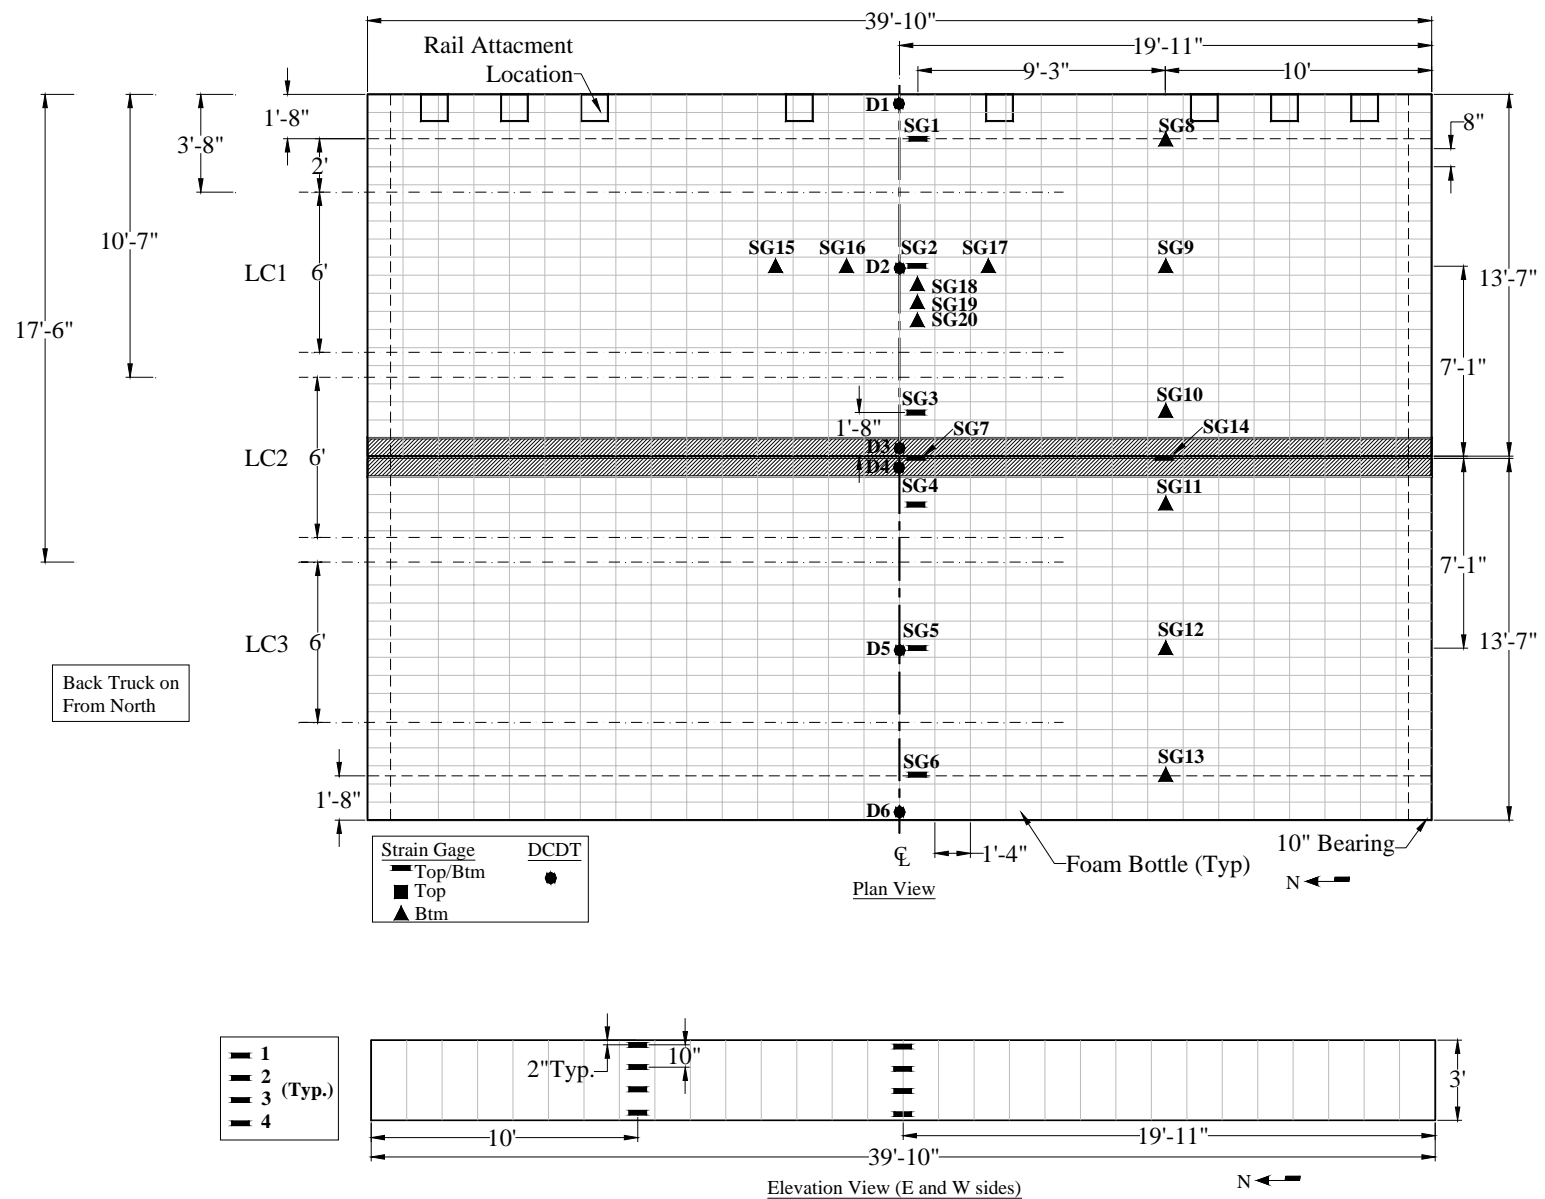 39'-10"
19'-11"
9'-3"
10'
Rail Attacment
Location
1'-8"
3'-8"
2'
10'-7"
17'-6"
D1
SG1
SG8
8"
SG15
SG16
SG2
SG17
SG9
D2
LC1
6'
SG18
SG19
SG20
13'-7"
7'-1"
SG3
SG10
1'-8"
SG7
SG14
D3
LC2
6'
D4
SG4
SG11
7'-1"
LC3
6'
SG5
SG12
D5
13'-7"
Back Truck on
From North
SG6
SG13
1'-8"
D6
10" Bearing
Strain Gage
DCDT
Top/Btm
Top
Btm
℄
1'-4"
Foam Bottle (Typ)
Plan View
N
1
2
3
4
(Typ.)
2"Typ.
10"
3'
10'
19'-11"
39'-10"
Elevation View (E and W sides)
N